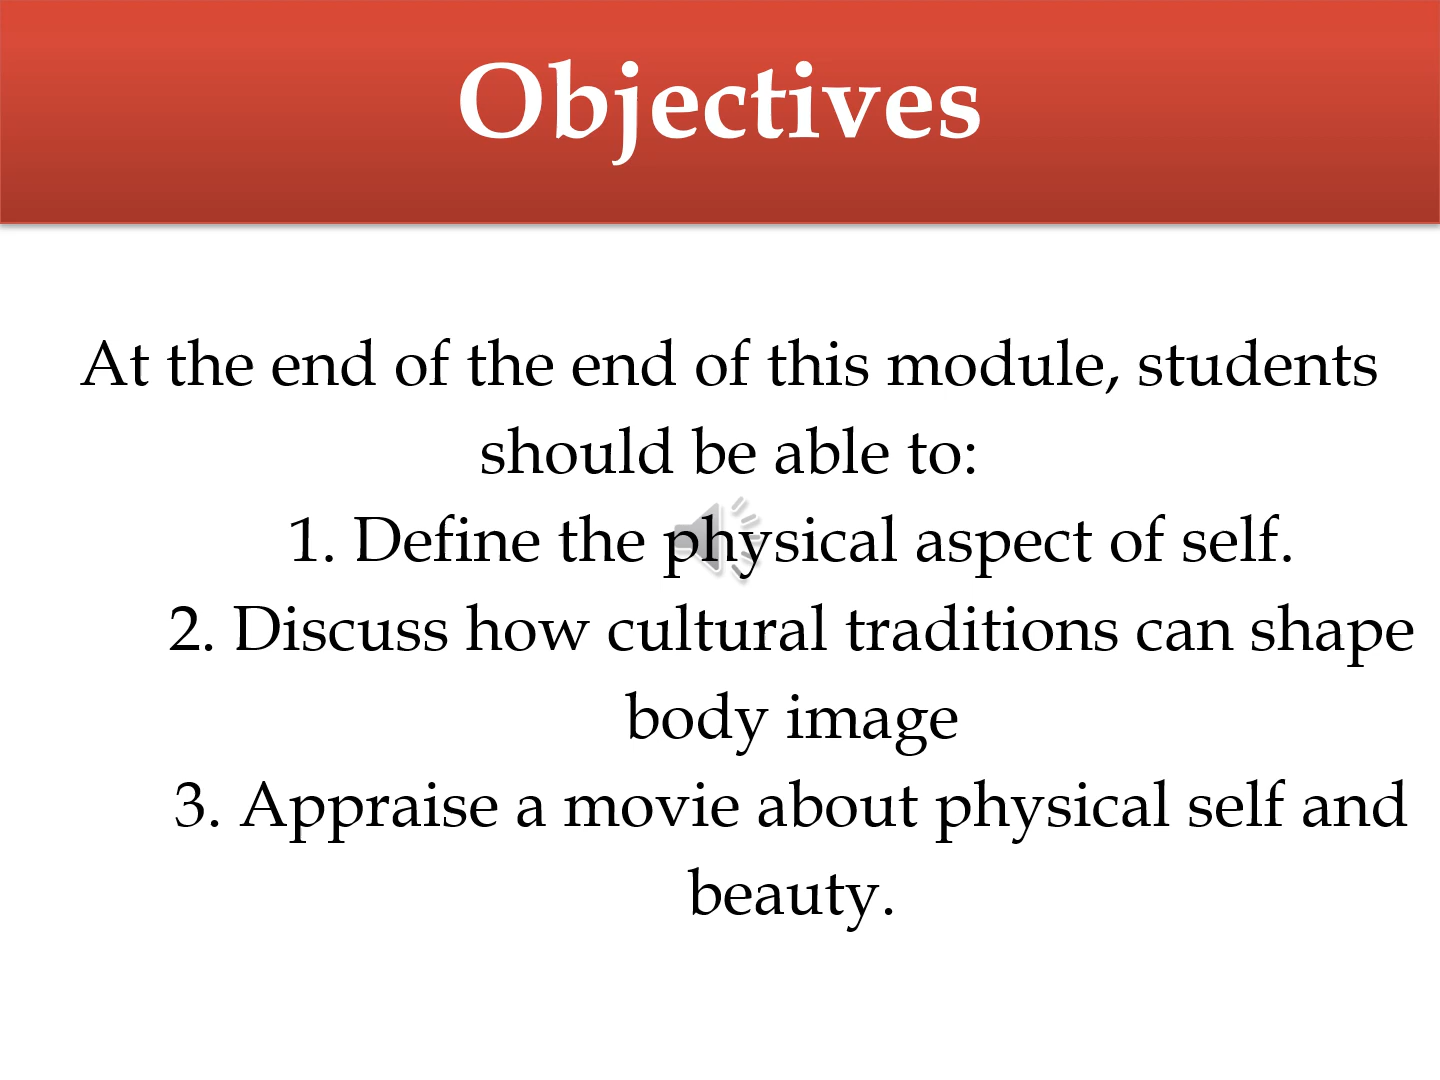 Objectives
At the end of the end of this module, students
should be able to:
1. Define the physical aspect of self.
2. Discuss how cultural traditions can shape
body image
3. Appraise a movie about physical self and
beauty.